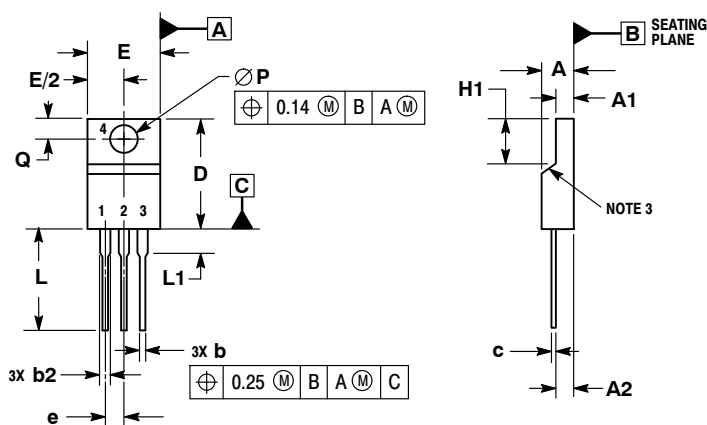 A
E
E/2
∅ P
⌖ 0.14 Ⓜ B A Ⓜ
4
Q
D
C
1 2 3
L
L1
3X b
3X b2
⌖ 0.25 Ⓜ B A Ⓜ C
e
B SEATING
PLANE
A
H1
A1
NOTE 3
c
A2